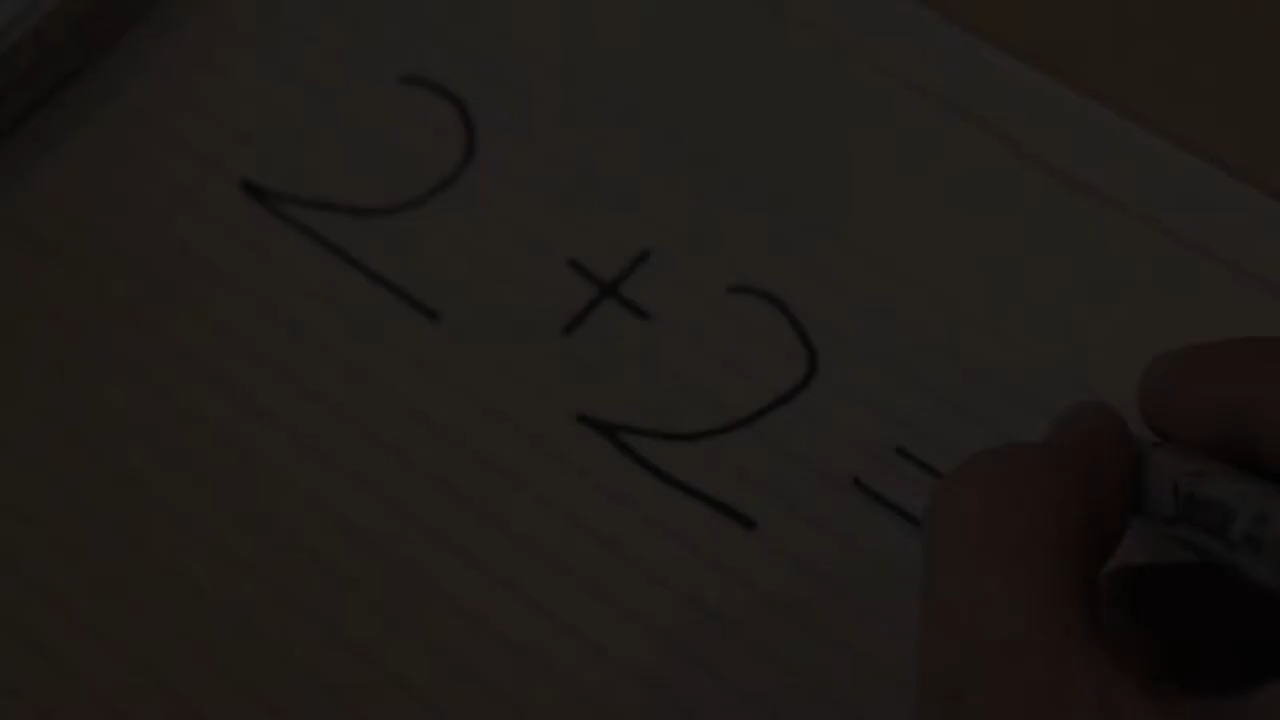 2 + 2 =